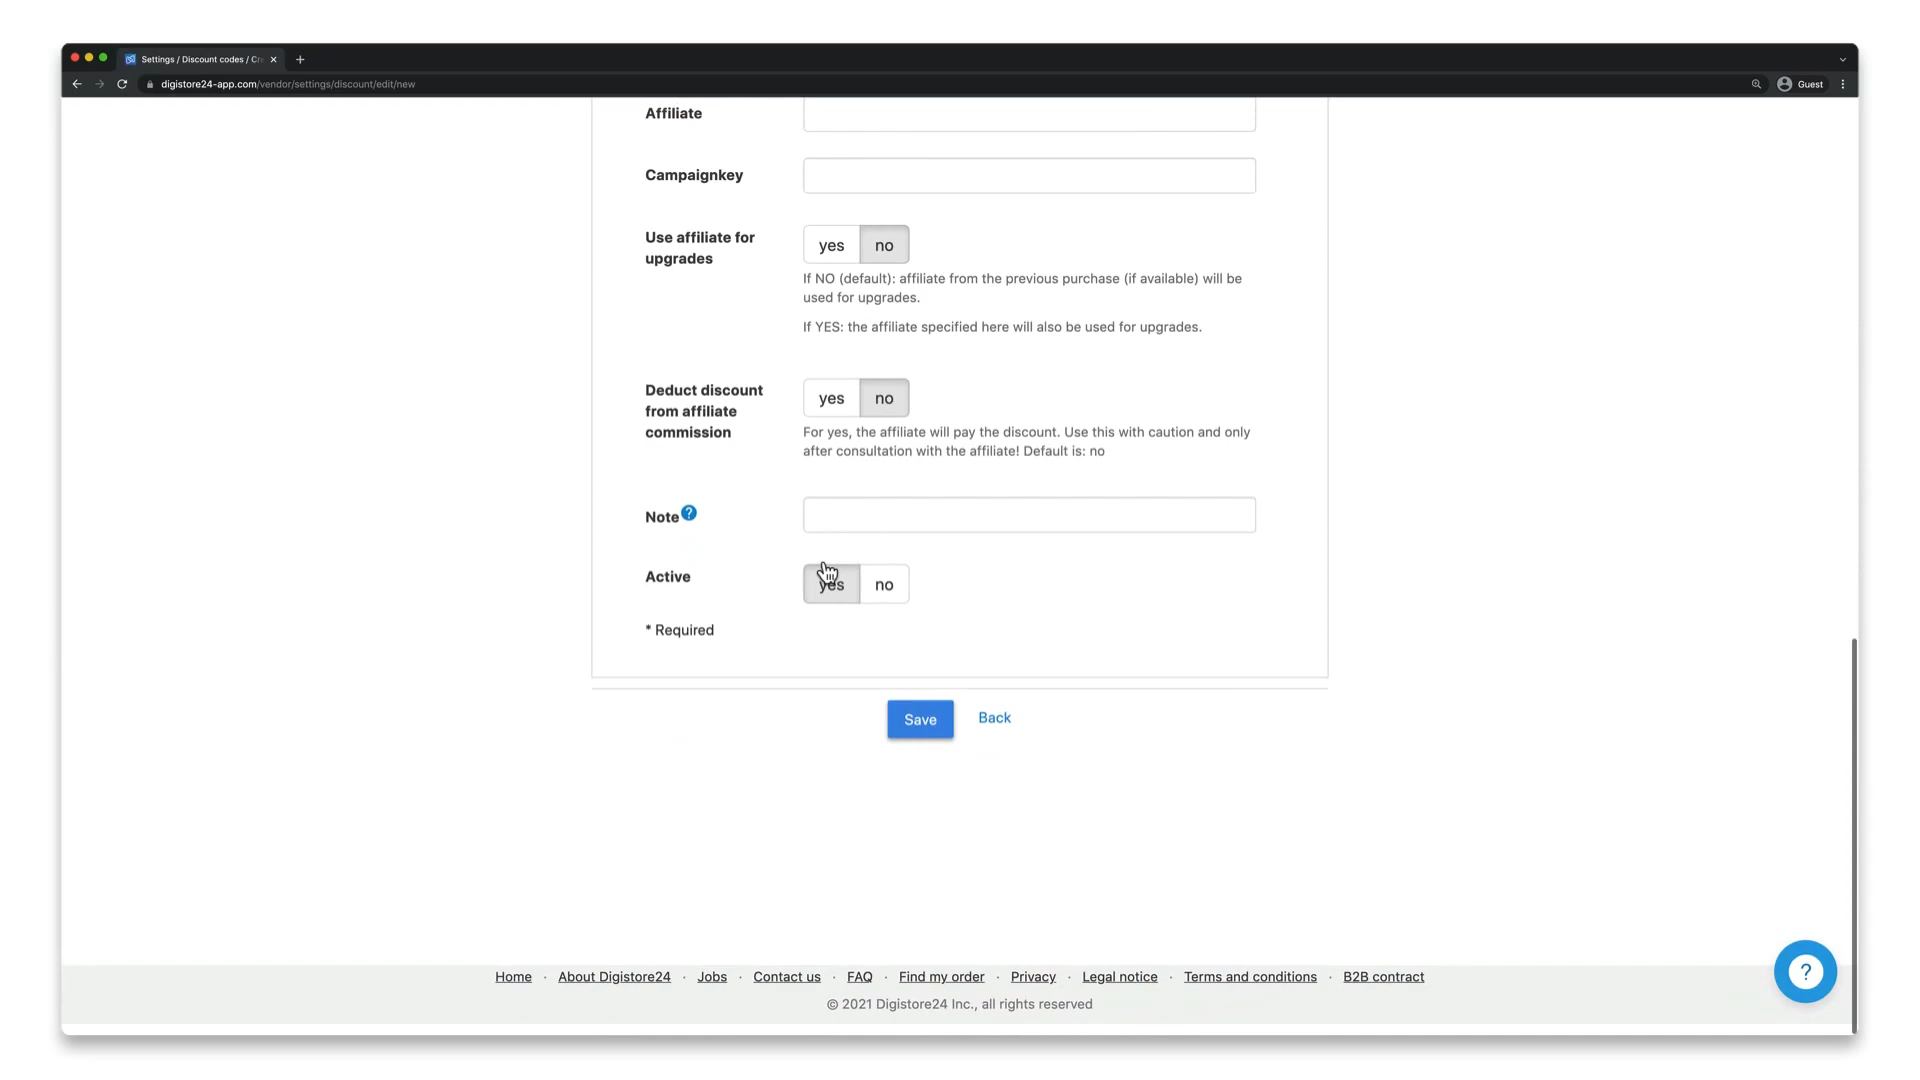 Settings / Discount codes / Cre
digistore24-app.com/vendor/settings/discount/edit/new
Guest
Affiliate
Campaignkey
Use affiliate for
upgrades
yes no
If NO (default): affiliate from the previous purchase (if available) will be
used for upgrades.
If YES: the affiliate specified here will also be used for upgrades.
Deduct discount
from affiliate
commission
yes no
For yes, the affiliate will pay the discount. Use this with caution and only
after consultation with the affiliate! Default is: no
Note ?
Active
yes no
* Required
Save Back
Home · About Digistore24 · Jobs · Contact us · FAQ · Find my order · Privacy · Legal notice · Terms and conditions · B2B contract
© 2021 Digistore24 Inc., all rights reserved
?